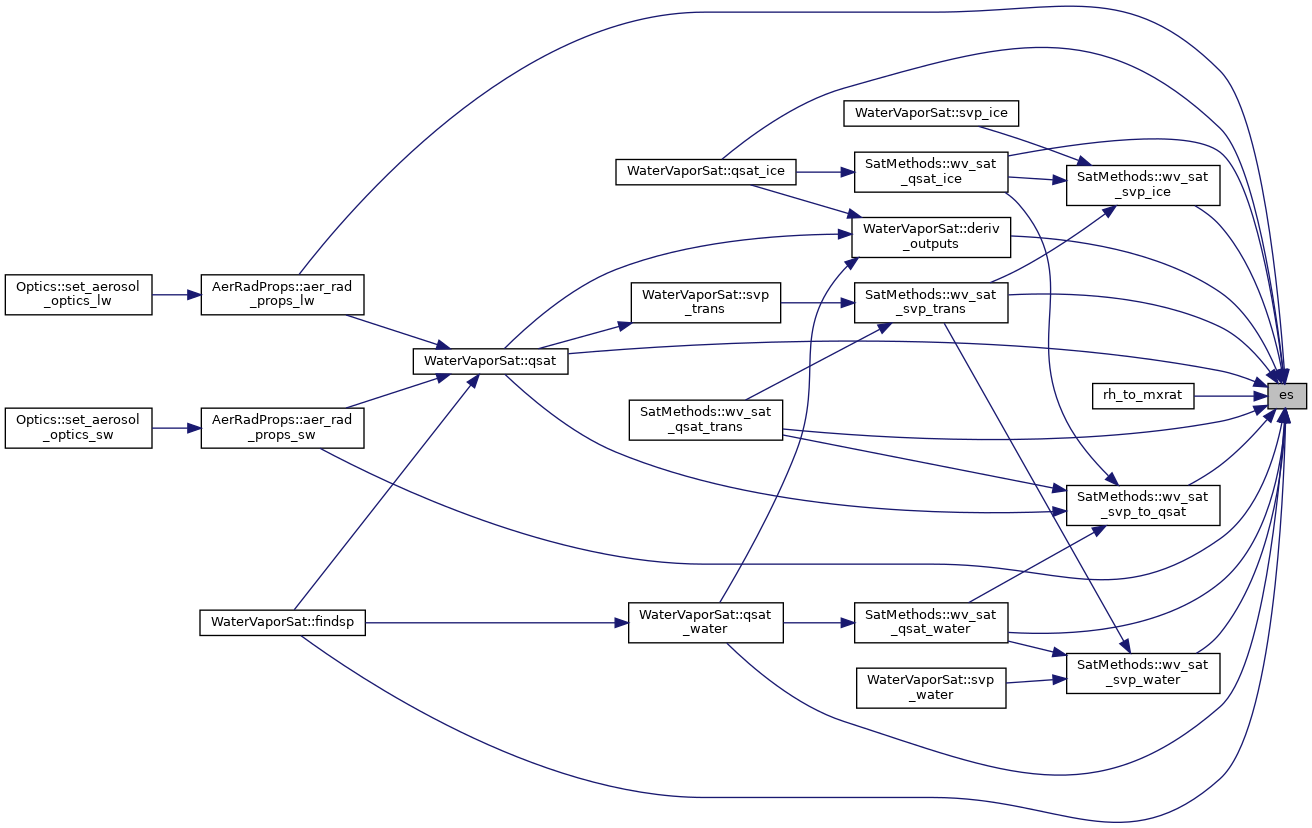 WaterVaporSat::svp_ice
SatMethods::wv_sat
_qsat_ice
WaterVaporSat::qsat_ice
SatMethods::wv_sat
_svp_ice
WaterVaporSat::deriv
_outputs
Optics::set_aerosol
_optics_lw
AerRadProps::aer_rad
_props_lw
WaterVaporSat::svp
_trans
SatMethods::wv_sat
_svp_trans
WaterVaporSat::qsat
rh_to_mxrat
es
Optics::set_aerosol
_optics_sw
AerRadProps::aer_rad
_props_sw
SatMethods::wv_sat
_qsat_trans
SatMethods::wv_sat
_svp_to_qsat
WaterVaporSat::findsp
WaterVaporSat::qsat
_water
SatMethods::wv_sat
_qsat_water
SatMethods::wv_sat
_svp_water
WaterVaporSat::svp
_water